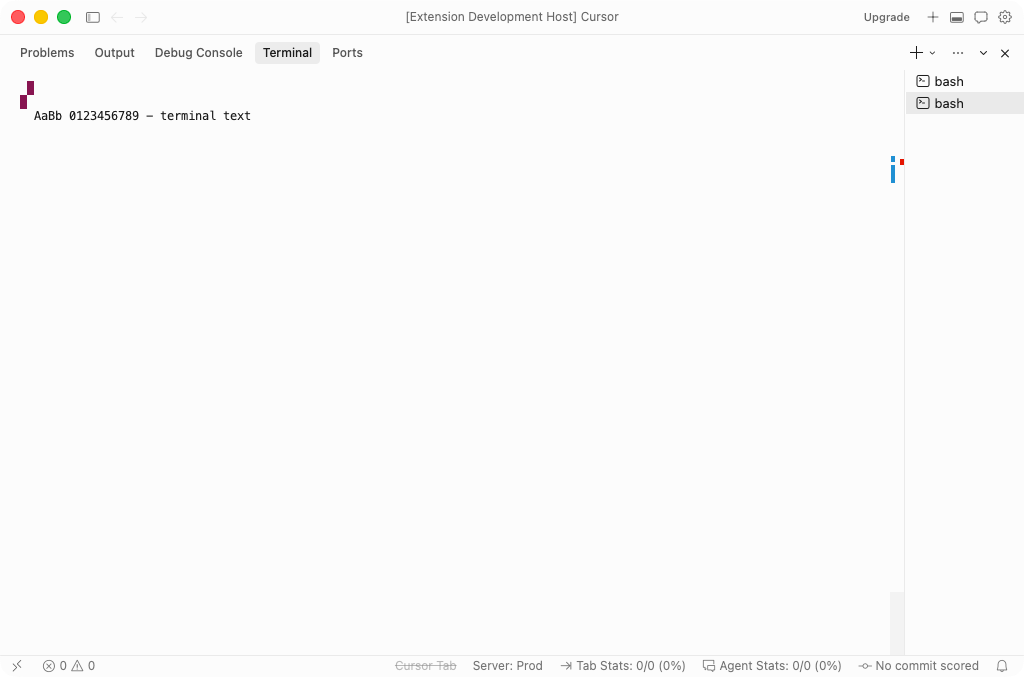 [Extension Development Host] Cursor
Upgrade
Problems Output Debug Console Terminal Ports
bash
bash
AaBb 0123456789 — terminal text
0 0 Cursor Tab Server: Prod Tab Stats: 0/0 (0%) Agent Stats: 0/0 (0%) No commit scored